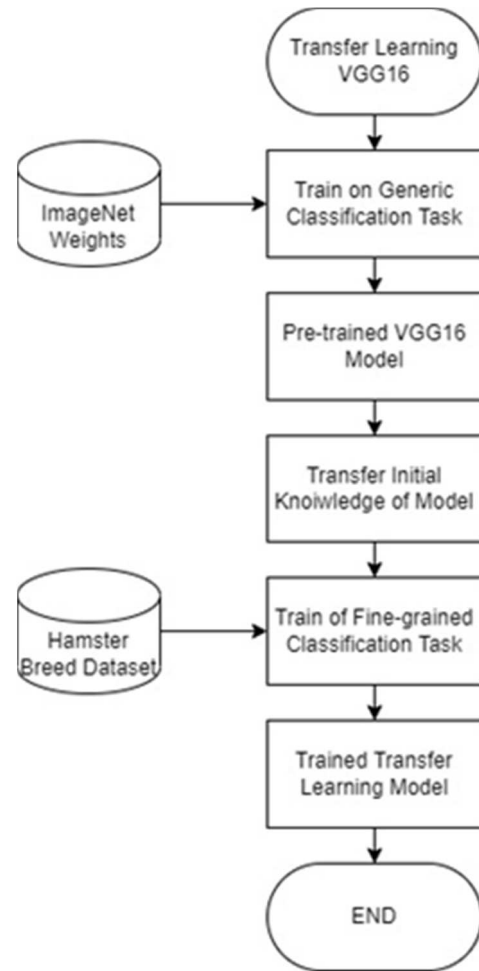 Transfer Learning
VGG16
ImageNet
Weights
Train on Generic
Classification Task
Pre-trained VGG16
Model
Transfer Initial
Knoiwledge of Model
Hamster
Breed Dataset
Train of Fine-grained
Classification Task
Trained Transfer
Learning Model
END